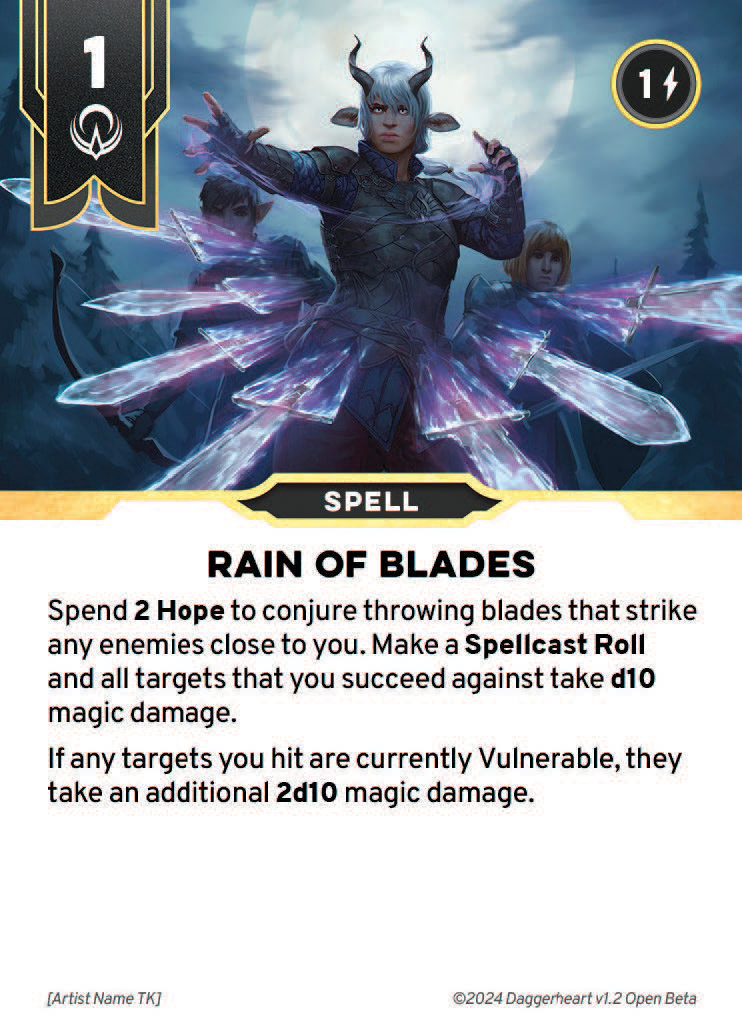 1
1
SPELL
RAIN OF BLADES
Spend 2 Hope to conjure throwing blades that strike
any enemies close to you. Make a Spellcast Roll
and all targets that you succeed against take d10
magic damage.
If any targets you hit are currently Vulnerable, they
take an additional 2d10 magic damage.
[Artist Name TK]
©2024 Daggerheart v1.2 Open Beta